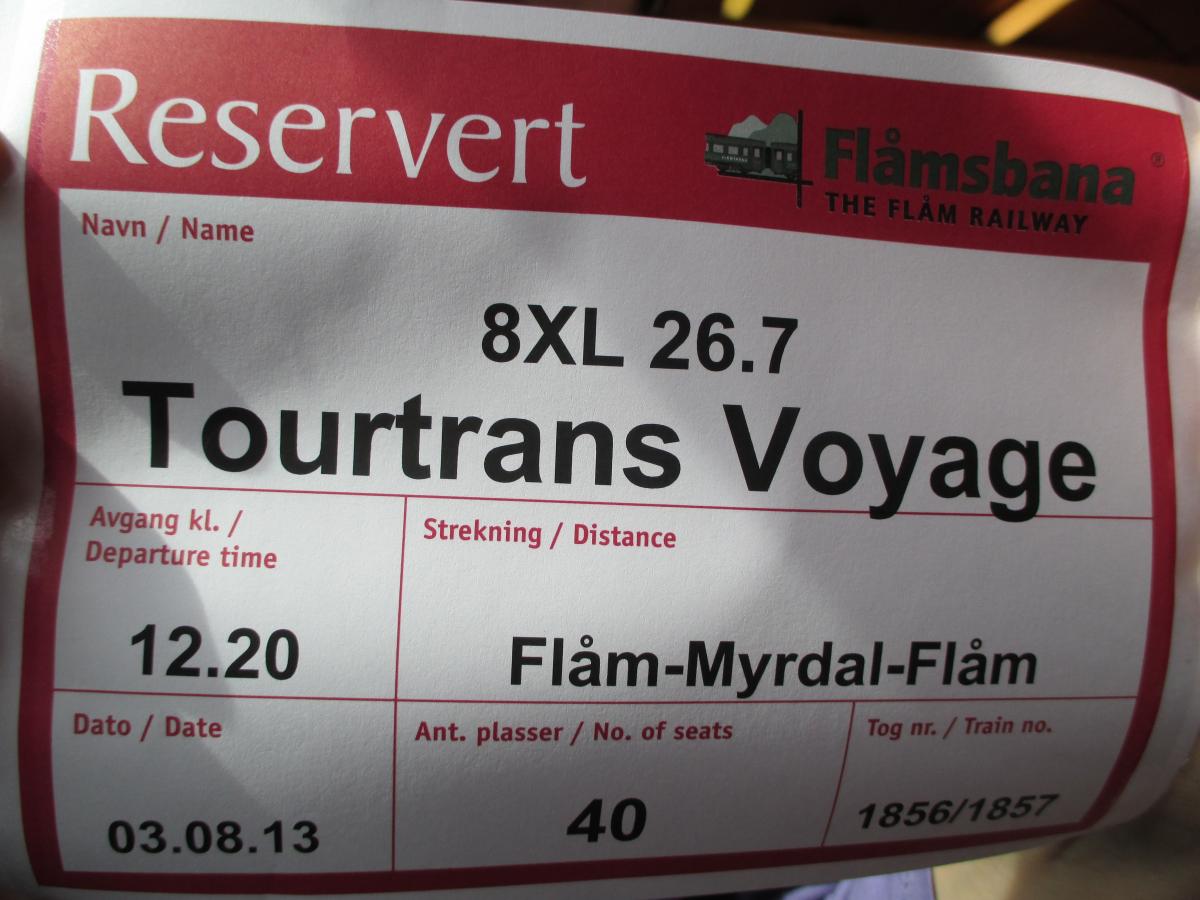 Reservert
Flåmsbana ®
THE FLÅM RAILWAY
Navn / Name
8XL 26.7
Tourtrans Voyage
Avgang kl. /
Departure time
12.20
Strekning / Distance
Flåm-Myrdal-Flåm
Dato / Date
03.08.13
Ant. plasser / No. of seats
40
Tog nr. / Train no.
1856/1857